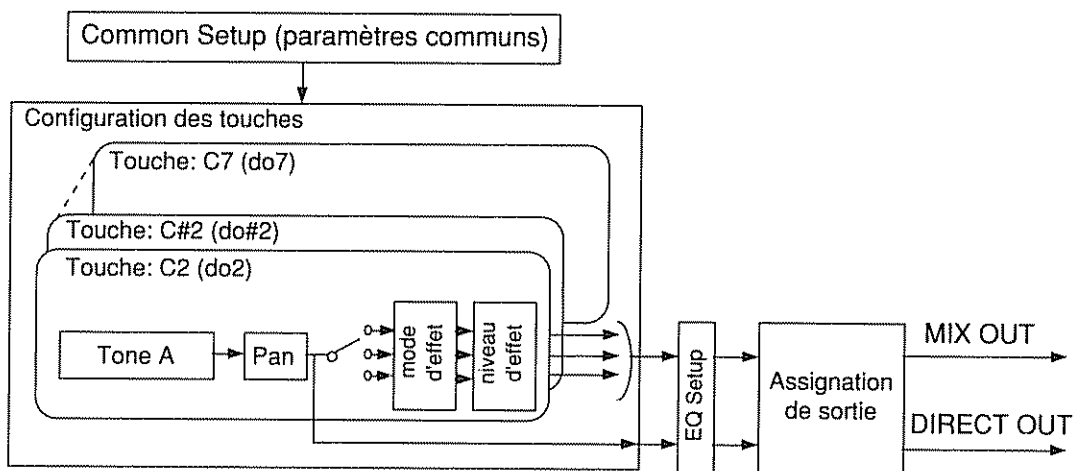 Common Setup (paramètres communs)
Configuration des touches
Touche: C7 (do7)
Touche: C#2 (do#2)
Touche: C2 (do2)
Tone A
Pan
mode
d'effet
niveau
d'effet
EQ Setup
Assignation
de sortie
MIX OUT
DIRECT OUT